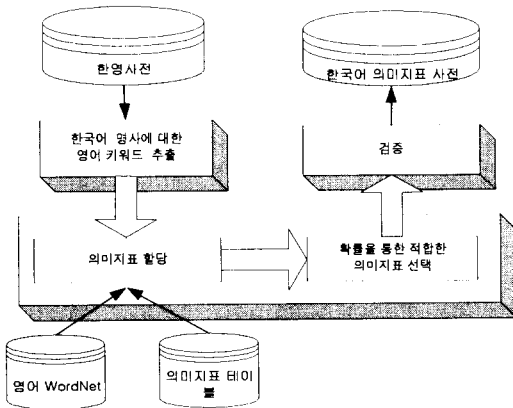 한영사전
한국어 의미지표 사전
한국어 명사에 대한
영어 키워드 추출
검증
의미지표 할당
확률을 통한 적합한
의미지표 선택
영어 WordNet
의미지표 테이
블